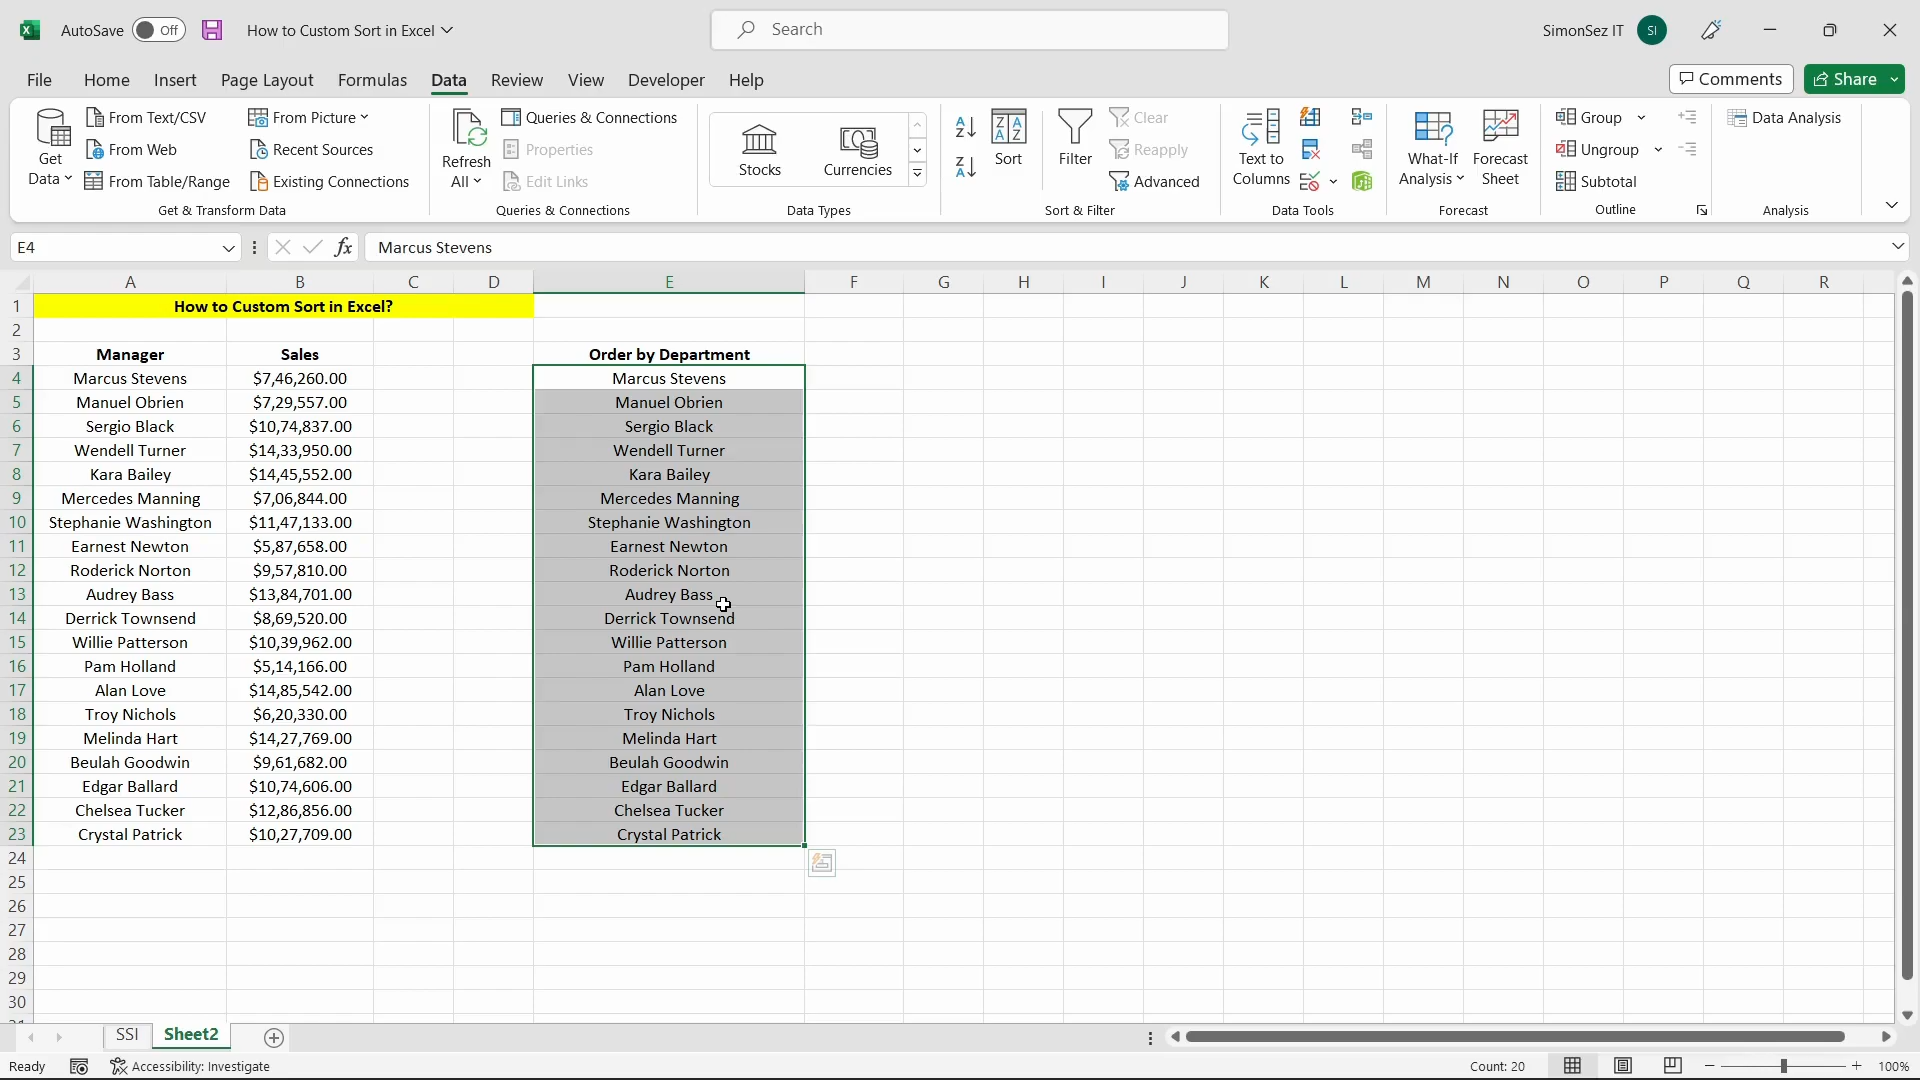 AutoSave Off How to Custom Sort in Excel Search SimonSez IT SI
File Home Insert Page Layout Formulas Data Review View Developer Help Comments Share
Get Data From Text/CSV From Web From Table/Range From Picture Recent Sources Existing Connections Get & Transform Data
Refresh All Queries & Connections Properties Edit Links Queries & Connections
Stocks Currencies Data Types
A Z Z A Sort Z A A Z Filter Clear Reapply Advanced Sort & Filter
Text to Columns Data Tools
What-If Analysis Forecast Sheet Forecast
Group Ungroup Subtotal Outline
Data Analysis Analysis
E4 fx Marcus Stevens
A B C D E F G H I J K L M N O P Q R
1 How to Custom Sort in Excel?
2
3 Manager Sales Order by Department
4 Marcus Stevens $7,46,260.00 Marcus Stevens
5 Manuel Obrien $7,29,557.00 Manuel Obrien
6 Sergio Black $10,74,837.00 Sergio Black
7 Wendell Turner $14,33,950.00 Wendell Turner
8 Kara Bailey $14,45,552.00 Kara Bailey
9 Mercedes Manning $7,06,844.00 Mercedes Manning
10 Stephanie Washington $11,47,133.00 Stephanie Washington
11 Earnest Newton $5,87,658.00 Earnest Newton
12 Roderick Norton $9,57,810.00 Roderick Norton
13 Audrey Bass $13,84,701.00 Audrey Bass
14 Derrick Townsend $8,69,520.00 Derrick Townsend
15 Willie Patterson $10,39,962.00 Willie Patterson
16 Pam Holland $5,14,166.00 Pam Holland
17 Alan Love $14,85,542.00 Alan Love
18 Troy Nichols $6,20,330.00 Troy Nichols
19 Melinda Hart $14,27,769.00 Melinda Hart
20 Beulah Goodwin $9,61,682.00 Beulah Goodwin
21 Edgar Ballard $10,74,606.00 Edgar Ballard
22 Chelsea Tucker $12,86,856.00 Chelsea Tucker
23 Crystal Patrick $10,27,709.00 Crystal Patrick
24
25
26
27
28
29
30
SSI Sheet2
Ready Accessibility: Investigate Count: 20 100%